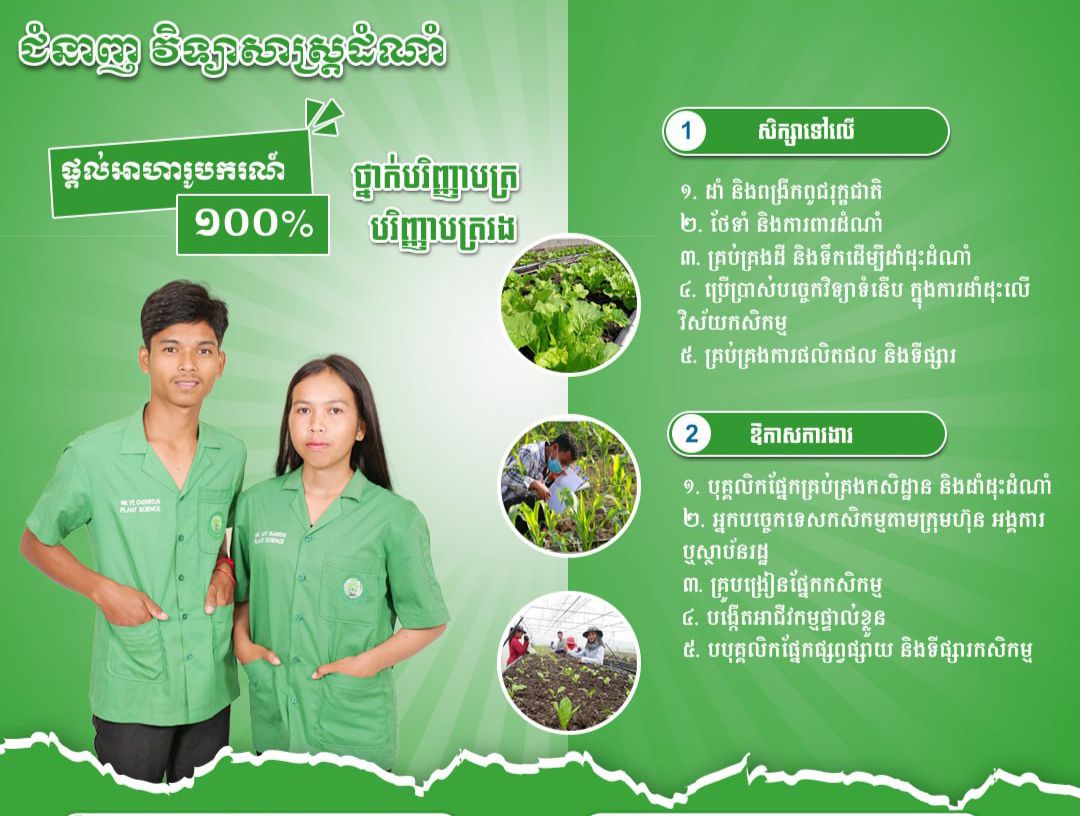 ជំនាញ វិទ្យាសាស្ត្រដំណាំ
ផ្តល់អាហារូបករណ៍
១០០%
ថ្នាក់បរិញ្ញាបត្រ
បរិញ្ញាបត្ររង
PLANT SCIENCE
PLANT SCIENCE
1 សិក្សាទៅលើ
១. ដាំ និងពង្រីកពូជរុក្ខជាតិ
២. ថែទាំ និងការពារដំណាំ
៣. គ្រប់គ្រងដី និងទឹកដើម្បីដាំដុះដំណាំ
៤. ប្រើប្រាស់បច្ចេកវិទ្យាទំនើប ក្នុងការដាំដុះលើ
វិស័យកសិកម្ម
៥. គ្រប់គ្រងការផលិតផល និងទីផ្សារ
2 ឱកាសការងារ
១. បុគ្គលិកផ្នែកគ្រប់គ្រងកសិដ្ឋាន និងដាំដុះដំណាំ
២. អ្នកបច្ចេកទេសកសិកម្មតាមក្រុមហ៊ុន អង្គការ
ឬស្ថាប័នរដ្ឋ
៣. គ្រូបង្រៀនផ្នែកកសិកម្ម
៤. បង្កើតអាជីវកម្មផ្ទាល់ខ្លួន
៥. បបុគ្គលិកផ្នែកផ្សព្វផ្សាយ និងទីផ្សារកសិកម្ម